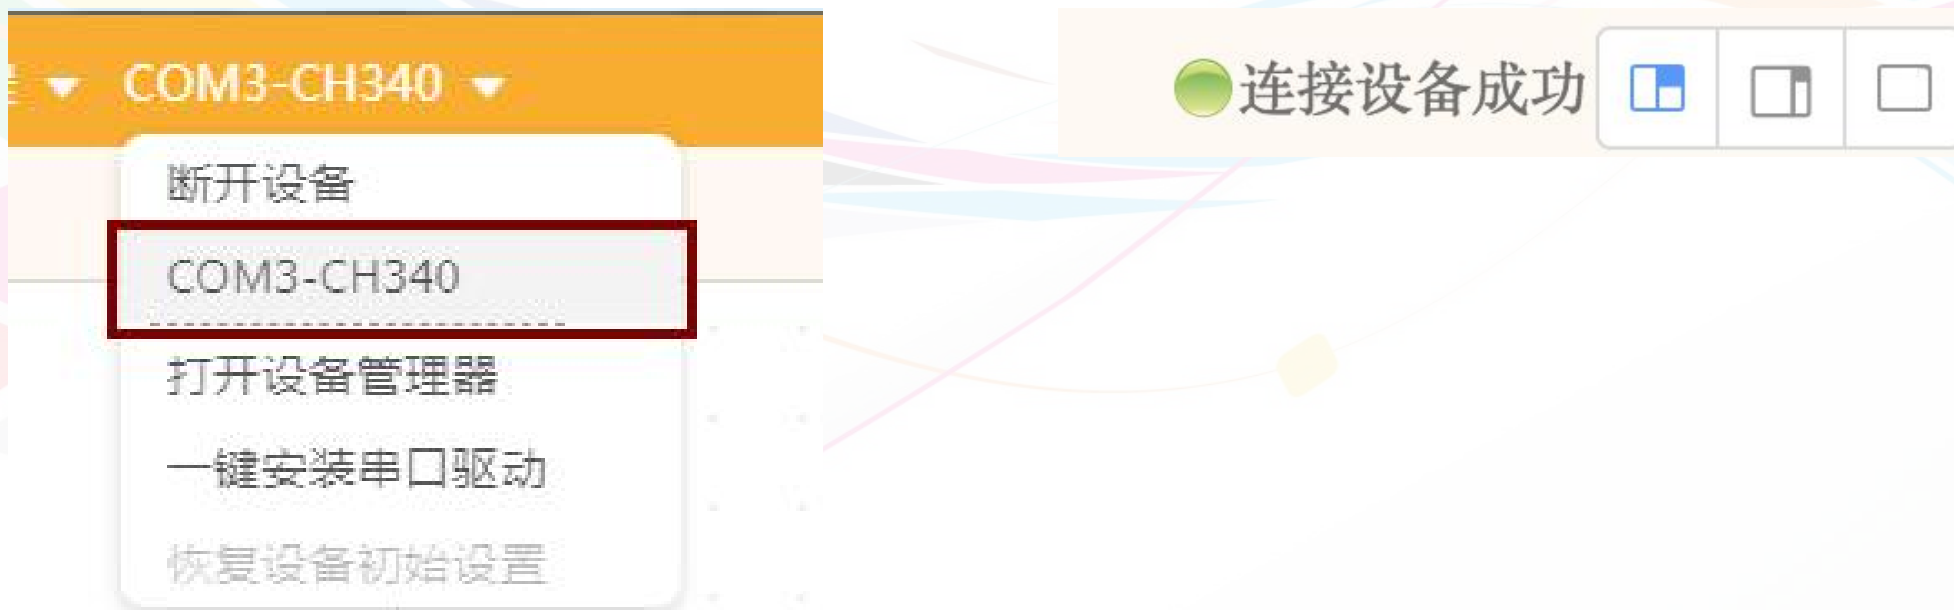 COM3-CH340
断开设备
COM3-CH340
打开设备管理器
一键安装串口驱动
恢复设备初始设置
连接设备成功